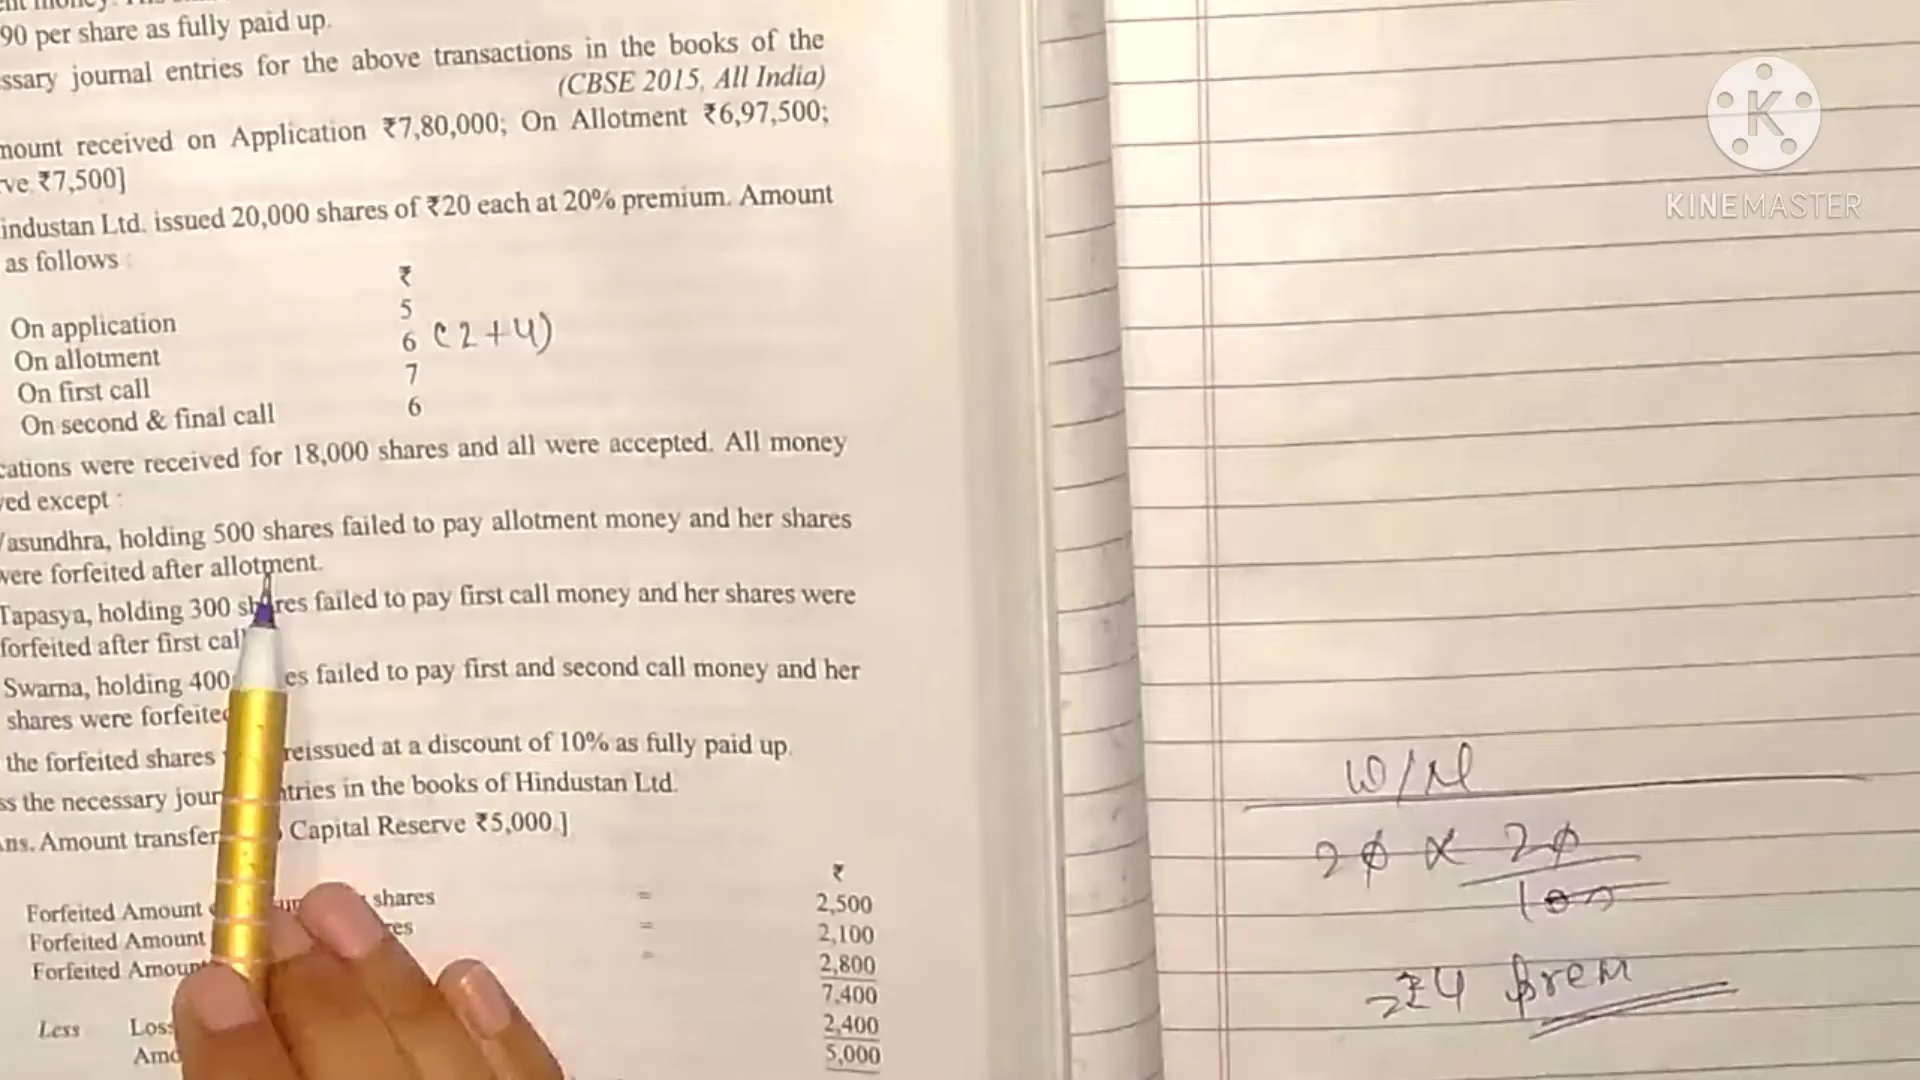 90 per share as fully paid up.
ssary journal entries for the above transactions in the books of the
(CBSE 2015, All India)
mount received on Application ₹7,80,000; On Allotment ₹6,97,500;
rve ₹7,500]
industan Ltd. issued 20,000 shares of ₹20 each at 20% premium. Amount
as follows :
₹
On application 5
On allotment 6 (2+4)
On first call 7
On second & final call 6
cations were received for 18,000 shares and all were accepted. All money
ved except :
Vasundhra, holding 500 shares failed to pay allotment money and her shares
were forfeited after allotment.
Tapasya, holding 300 shares failed to pay first call money and her shares were
forfeited after first cal
Swarna, holding 400 es failed to pay first and second call money and her
shares were forfeited
the forfeited shares reissued at a discount of 10% as fully paid up.
ss the necessary jour ntries in the books of Hindustan Ltd.
ns. Amount transfer Capital Reserve ₹5,000.]
₹
Forfeited Amount shares = 2,500
Forfeited Amount res = 2,100
Forfeited Amount = 2,800
7,400
Less Loss 2,400
Amo 5,000
KINEMASTER
W/N
20 × 20
100
₹4 prem